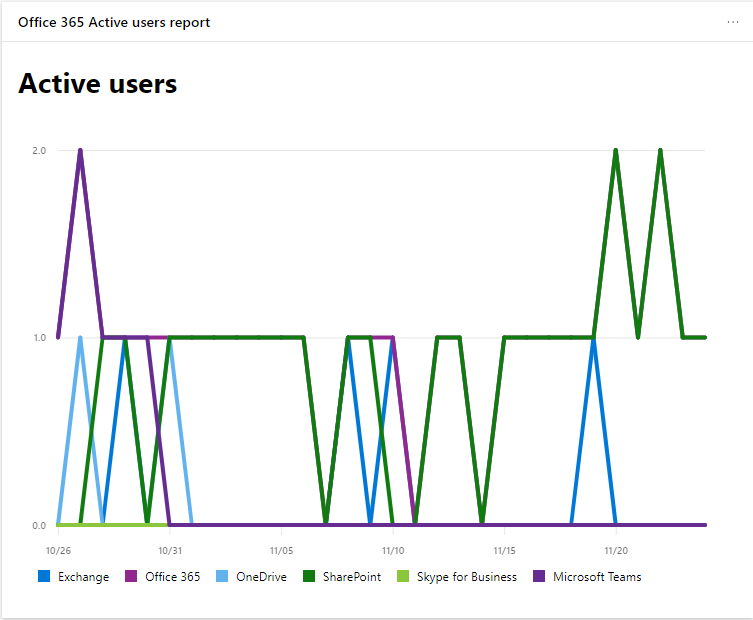 Office 365 Active users report
Active users
2.0
1.0
0.0
10/26 10/31 11/05 11/10 11/15 11/20
Exchange Office 365 OneDrive SharePoint Skype for Business Microsoft Teams